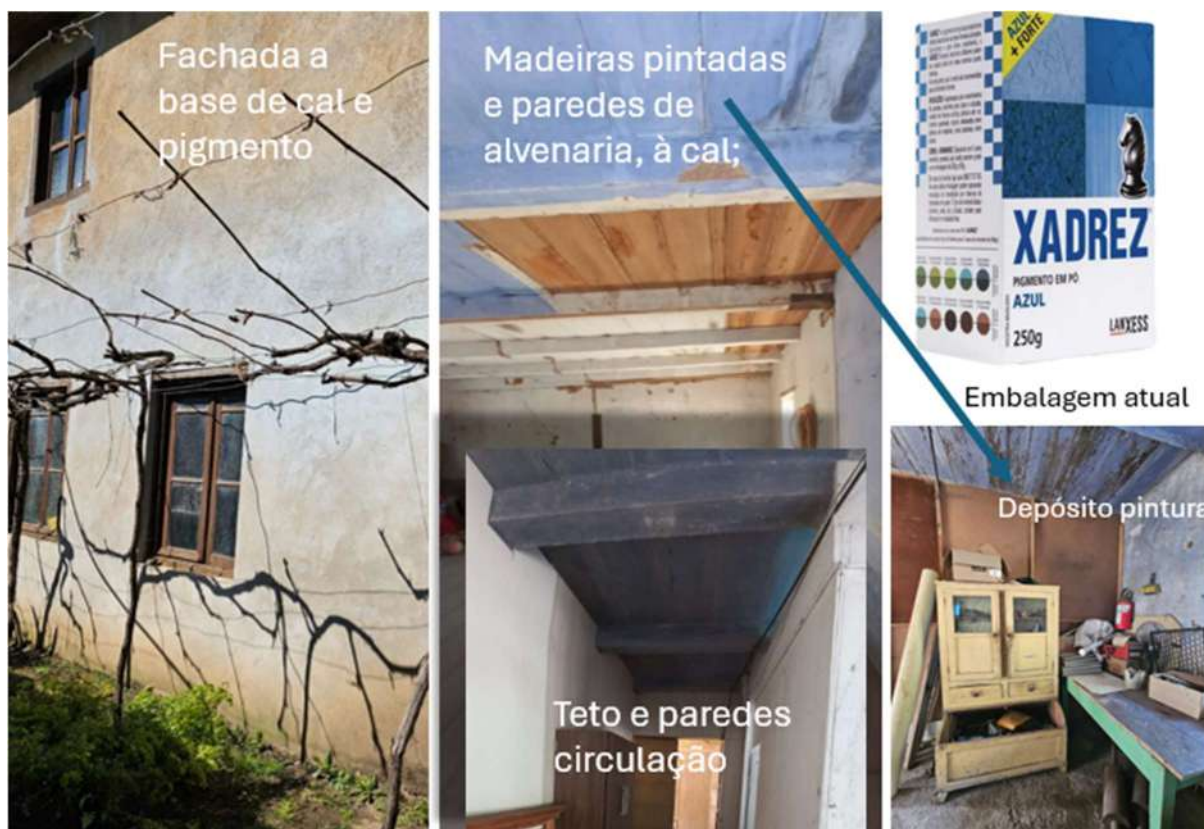 Fachada a
base de cal e
pigmento
Madeiras pintadas
e paredes de
alvenaria, à cal;
Teto e paredes
circulação
AZUL
+ FORTE
XADREZ
PIGMENTO EM PÓ
AZUL
250g
LANXESS
Embalagem atual
Depósito pintura